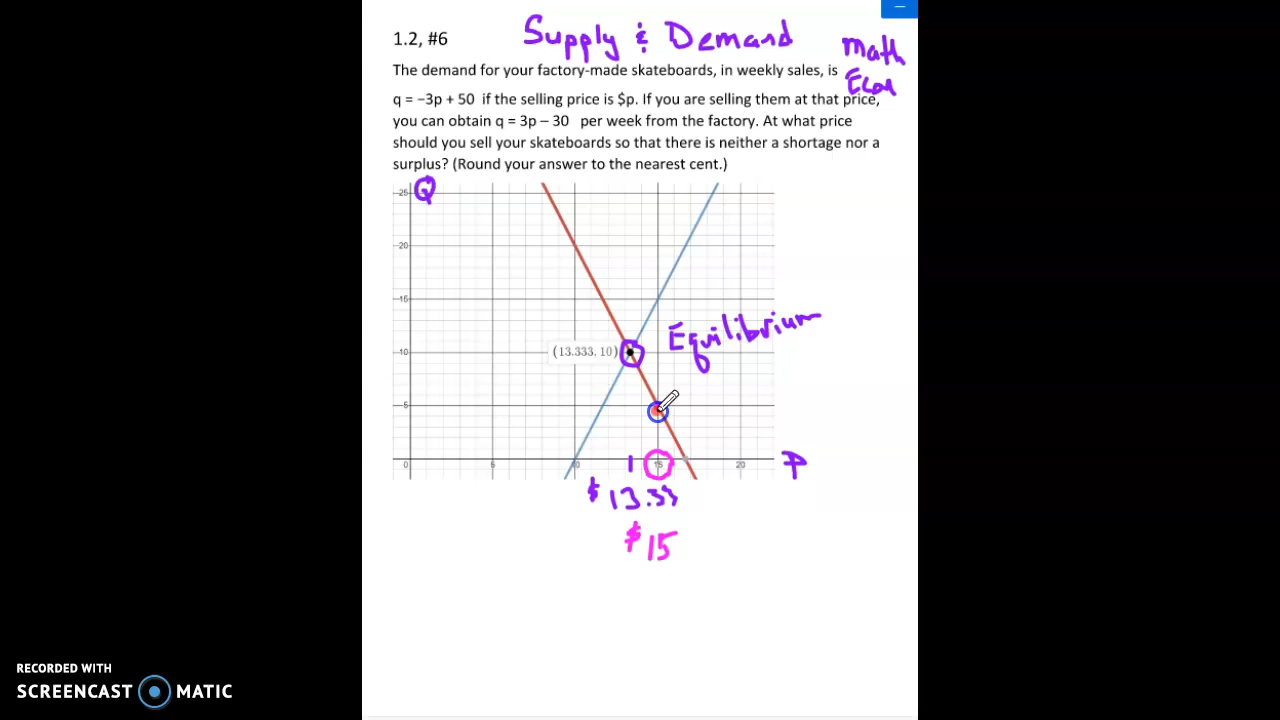 1.2, #6
Supply & Demand
Math
Econ
The demand for your factory-made skateboards, in weekly sales, is
q = −3p + 50 if the selling price is $p. If you are selling them at that price,
you can obtain q = 3p – 30 per week from the factory. At what price
should you sell your skateboards so that there is neither a shortage nor a
surplus? (Round your answer to the nearest cent.)
25
Q
20
15
Equilibrium
(13.333, 10)
10
5
0 5 10 15 20 P
$13.33
$15
RECORDED WITH
SCREENCAST MATIC